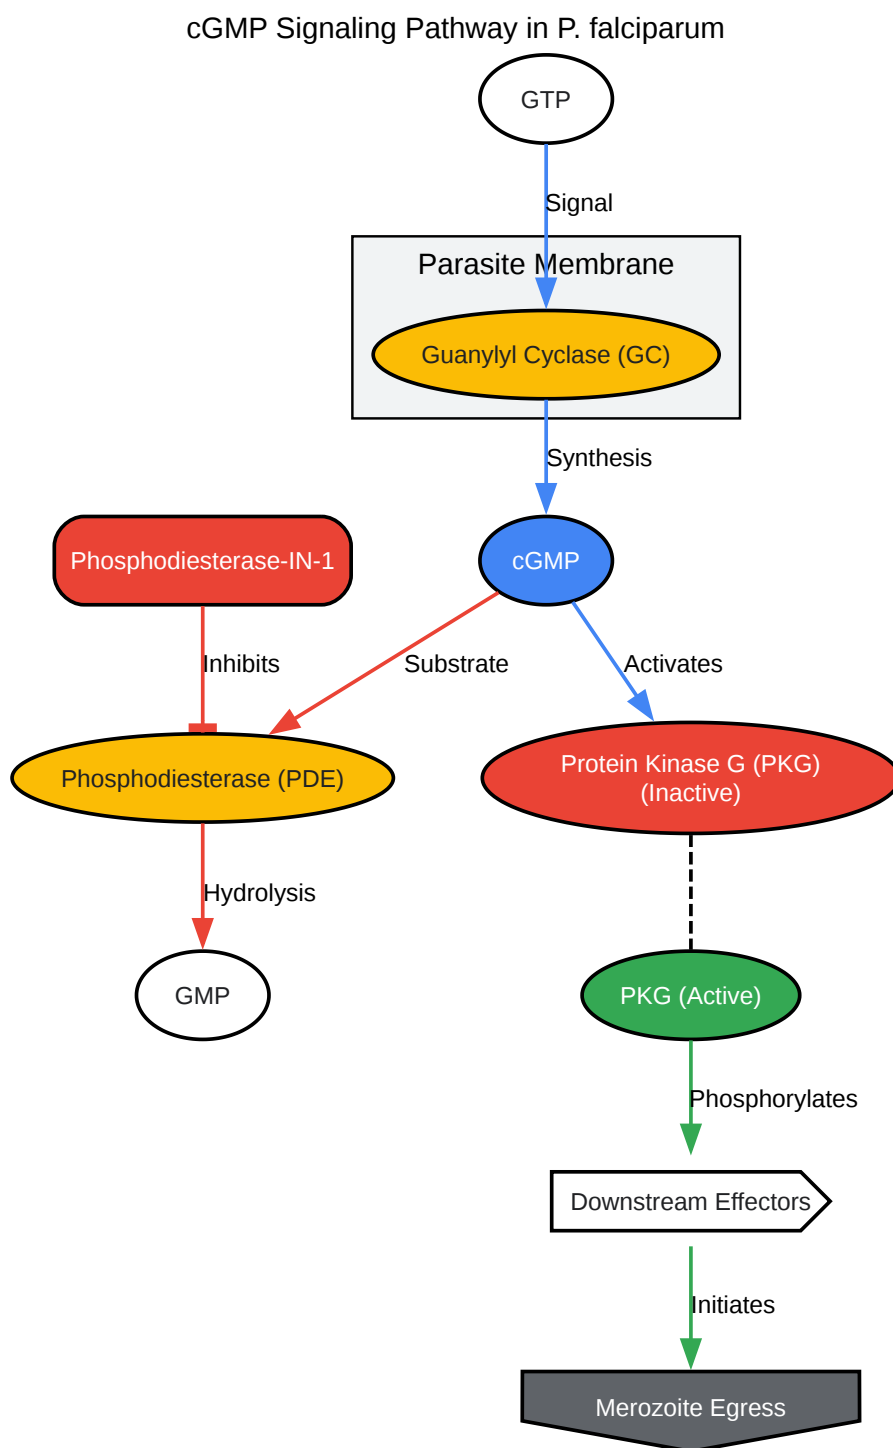 cGMP Signaling Pathway in P. falciparum
GTP
Signal
Parasite Membrane
Guanylyl Cyclase (GC)
Synthesis
Phosphodiesterase-IN-1
cGMP
Inhibits
Substrate
Activates
Phosphodiesterase (PDE)
Protein Kinase G (PKG)
(Inactive)
Hydrolysis
GMP
PKG (Active)
Phosphorylates
Downstream Effectors
Initiates
Merozoite Egress